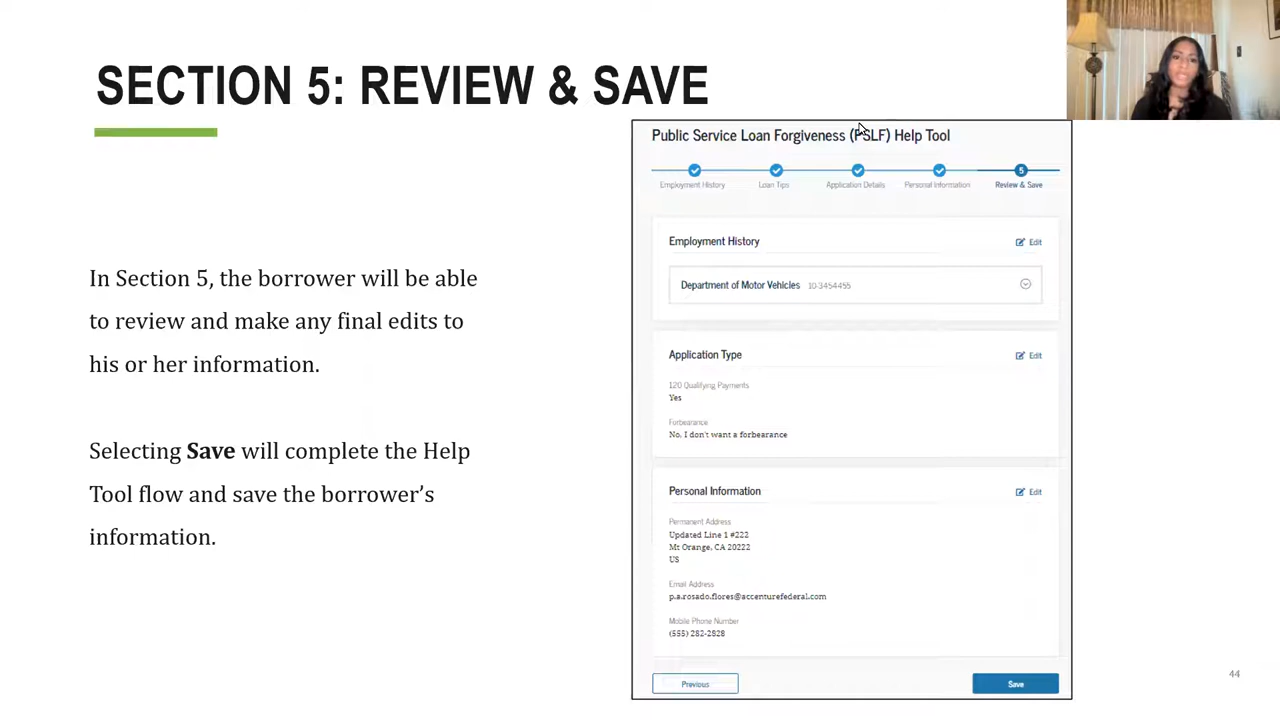 SECTION 5: REVIEW & SAVE
In Section 5, the borrower will be able
to review and make any final edits to
his or her information.
Selecting Save will complete the Help
Tool flow and save the borrower's
information.
Public Service Loan Forgiveness (PSLF) Help Tool
Employment History
Loan Tips
Application Details
Personal Information
5
Review & Save
Employment History
Edit
Department of Motor Vehicles 10-3454455
Application Type
Edit
120 Qualifying Payments
Yes
Forbearance
No, I don't want a forbearance
Personal Information
Edit
Permanent Address
Updated Line 1 #222
Mt Orange, CA 20222
US
Email Address
p.a.rosado.flores@accenturefederal.com
Mobile Phone Number
(555) 282-2828
Previous
Save
44